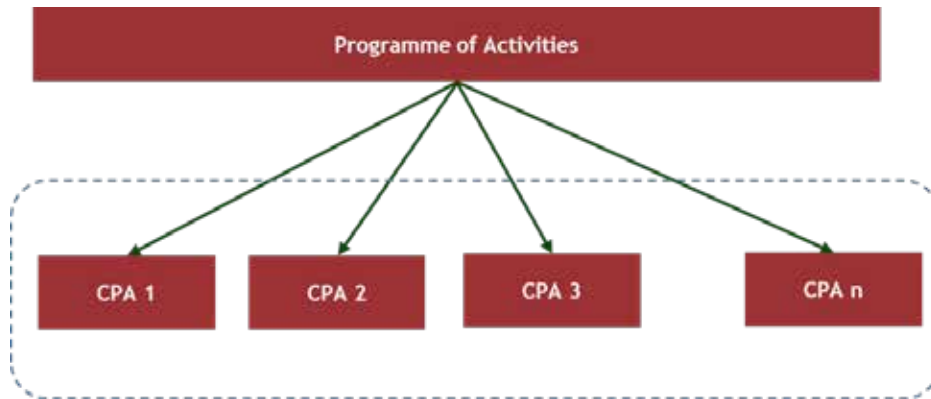 Programme of Activities
CPA 1
CPA 2
CPA 3
CPA n